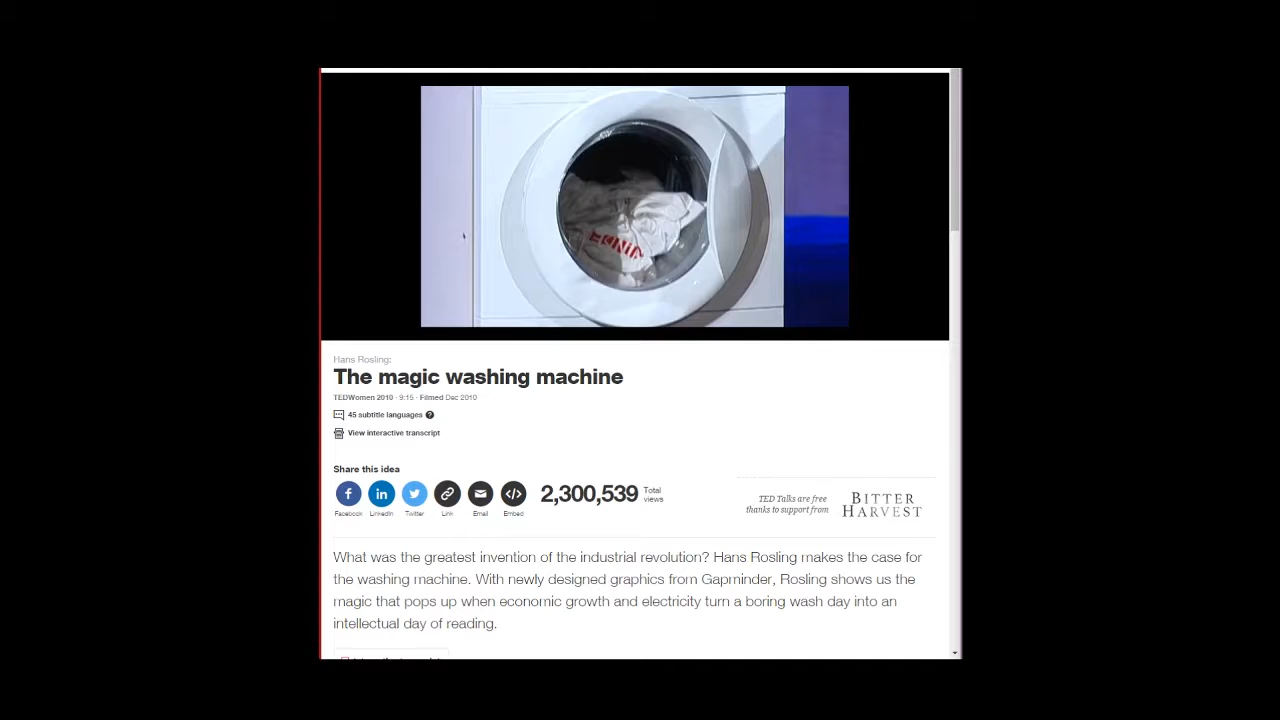 Hans Rosling:
The magic washing machine
TEDWomen 2010 · 9:15 · Filmed Dec 2010
45 subtitle languages ?
View interactive transcript
Share this idea
2,300,539 Total views
Facebook LinkedIn Twitter Link Email Embed
TED Talks are free
thanks to support from
BITTER
HARVEST
What was the greatest invention of the industrial revolution? Hans Rosling makes the case for
the washing machine. With newly designed graphics from Gapminder, Rosling shows us the
magic that pops up when economic growth and electricity turn a boring wash day into an
intellectual day of reading.